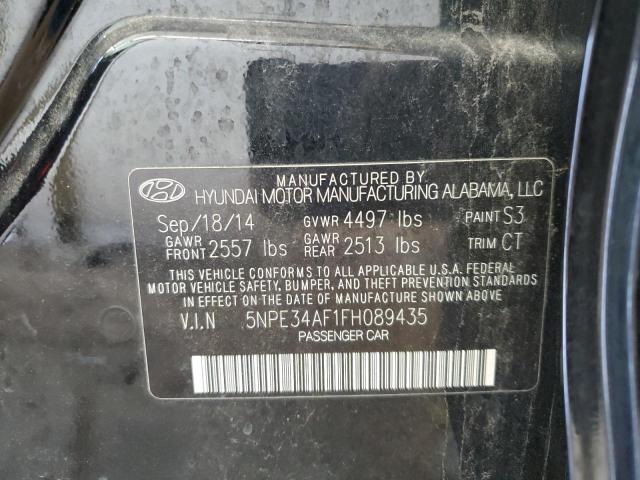 MANUFACTURED BY
HYUNDAI MOTOR MANUFACTURING ALABAMA, LLC
Sep/18/14 GVWR 4497 lbs PAINT S3
GAWR FRONT 2557 lbs GAWR REAR 2513 lbs TRIM CT
THIS VEHICLE CONFORMS TO ALL APPLICABLE U.S.A. FEDERAL
MOTOR VEHICLE SAFETY, BUMPER, AND THEFT PREVENTION STANDARDS
IN EFFECT ON THE DATE OF MANUFACTURE SHOWN ABOVE.
V.I.N 5NPE34AF1FH089435
PASSENGER CAR